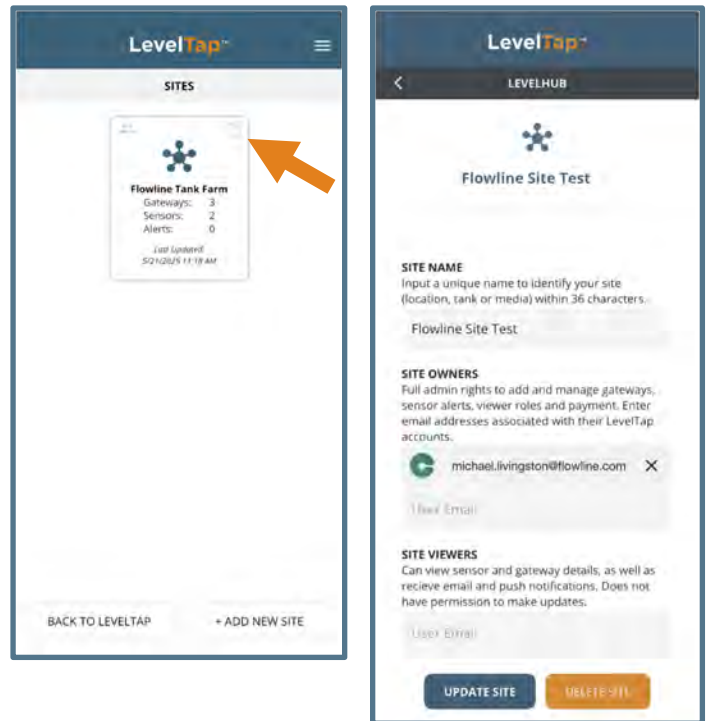 LevelTap™
SITES
Flowline Tank Farm
Gateways: 3
Sensors: 2
Alerts: 0
Last Updated:
5/21/2025 11:18 AM
BACK TO LEVELTAP
+ ADD NEW SITE
LevelTap™
LEVELHUB
Flowline Site Test
SITE NAME
Input a unique name to identify your site
(location, tank or media) within 36 characters.
Flowline Site Test
SITE OWNERS
Full admin rights to add and manage gateways,
sensor alerts, viewer roles and payment. Enter
email addresses associated with their LevelTap
accounts.
michael.livingston@flowline.com
User Email
SITE VIEWERS
Can view sensor and gateway details, as well as
recieve email and push notifications. Does not
have permission to make updates.
User Email
UPDATE SITE
DELETE SITE